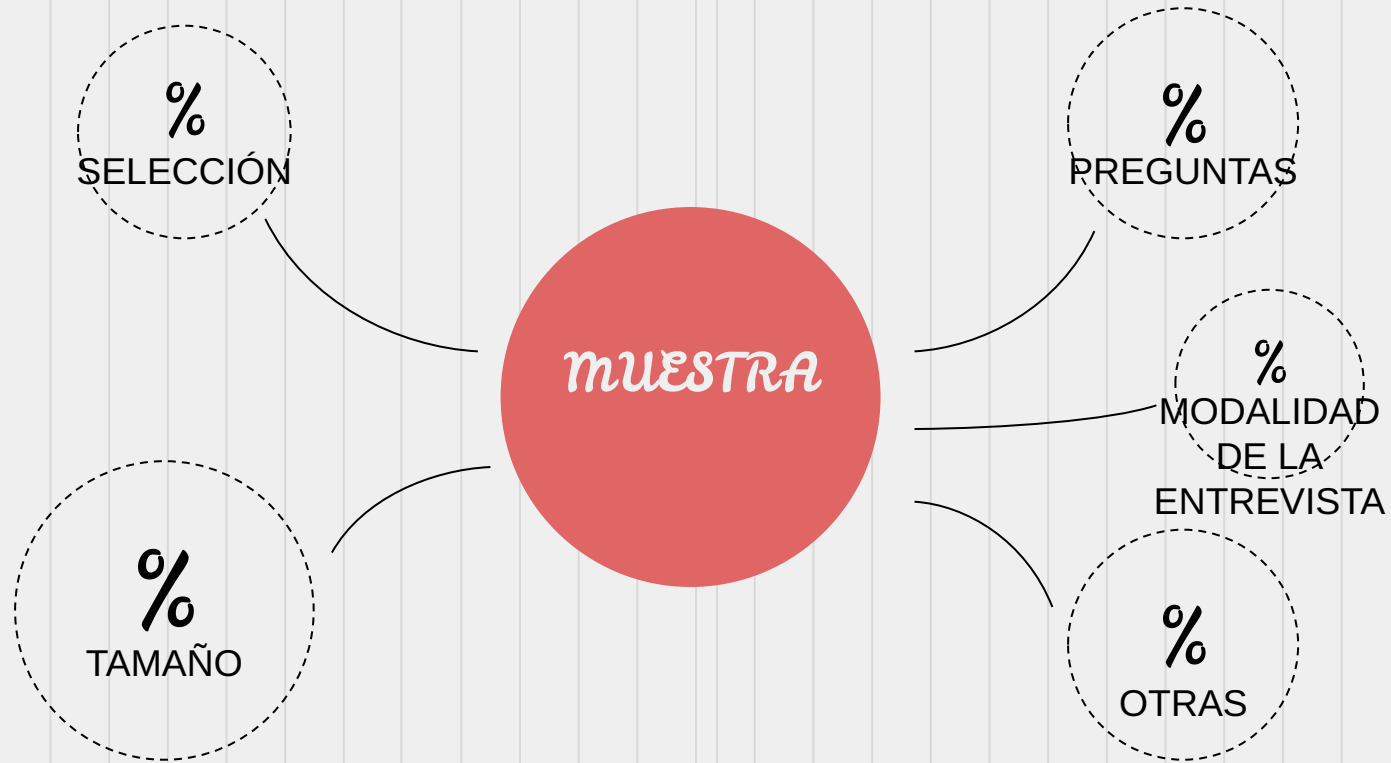 %
SELECCIÓN
%
PREGUNTAS
MUESTRA
%
MODALIDAD
DE LA
ENTREVISTA
%
TAMAÑO
%
OTRAS